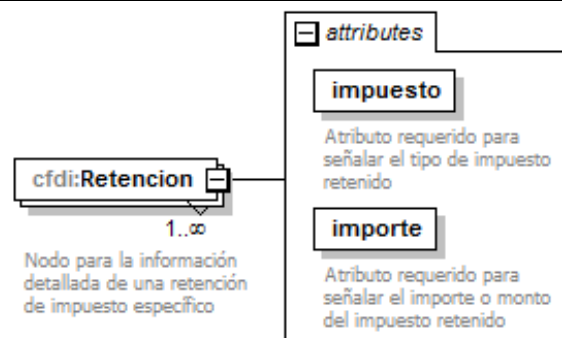 attributes
impuesto
Atributo requerido para
señalar el tipo de impuesto
retenido
cfdi:Retencion
1..∞
Nodo para la información
detallada de una retención
de impuesto específico
importe
Atributo requerido para
señalar el importe o monto
del impuesto retenido